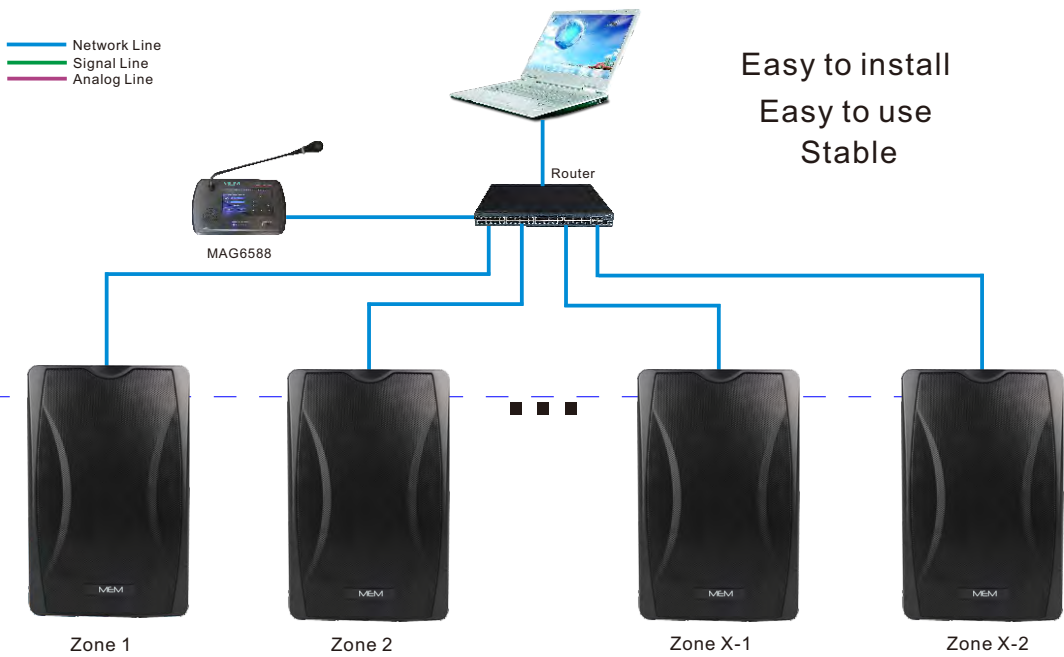 Network Line
Signal Line
Analog Line
Easy to install
Easy to use
Stable
Router
MAG6588
MEM
MEM
MEM
MEM
Zone 1
Zone 2
Zone X-1
Zone X-2